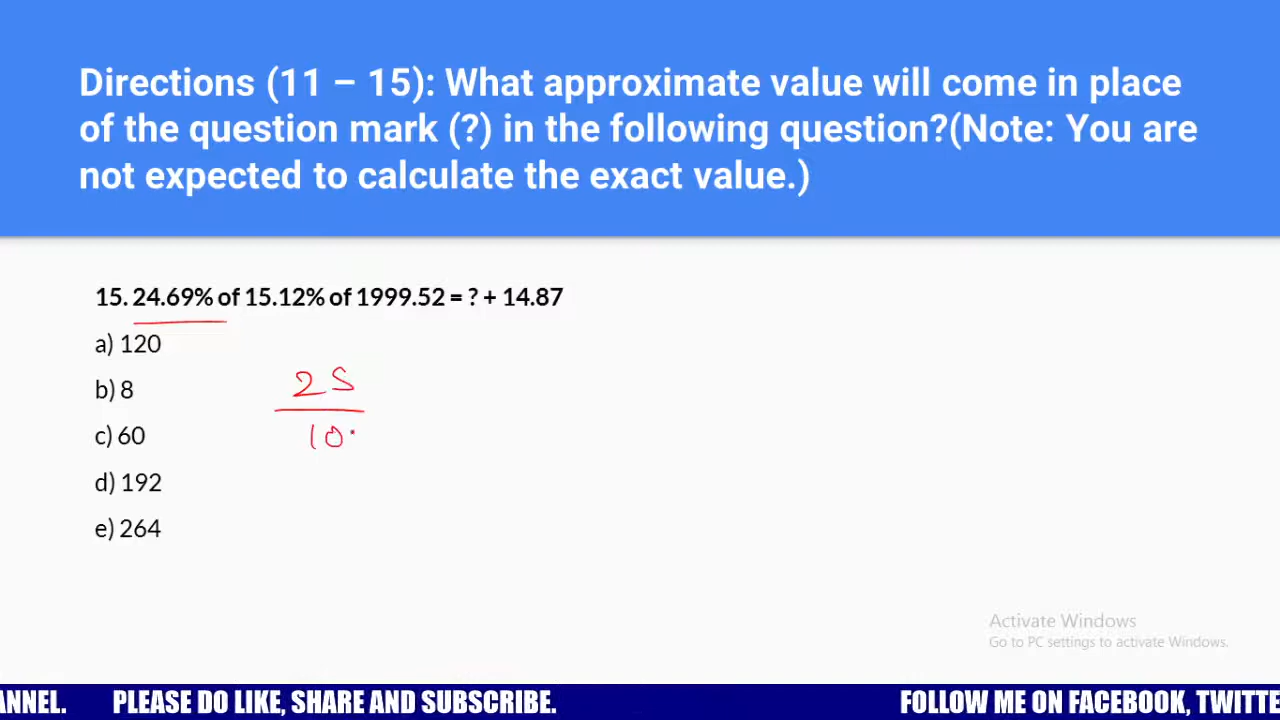 Directions (11 – 15): What approximate value will come in place
of the question mark (?) in the following question?(Note: You are
not expected to calculate the exact value.)
15. 24.69% of 15.12% of 1999.52 = ? + 14.87
a) 120
b) 8
25
c) 60
10
d) 192
e) 264
Activate Windows
Go to PC settings to activate Windows.
ANNEL. PLEASE DO LIKE, SHARE AND SUBSCRIBE. FOLLOW ME ON FACEBOOK, TWITTE